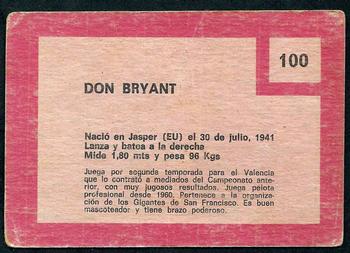 100
DON BRYANT
Nació en Jasper (EU) el 30 de julio, 1941
Lanza y batea a la derecha
Mide 1,80 mts y pesa 96 Kgs
Juega por segunda temporada para el Valencia
que lo contrató a mediados del Campeonato ante-
rior, con muy jugosos resultados. Juega pelota
profesional desde 1960. Pertenece a la organiza-
ción de los Gigantes de San Francisco. Es buen
mascoteador y tiene brazo poderoso.